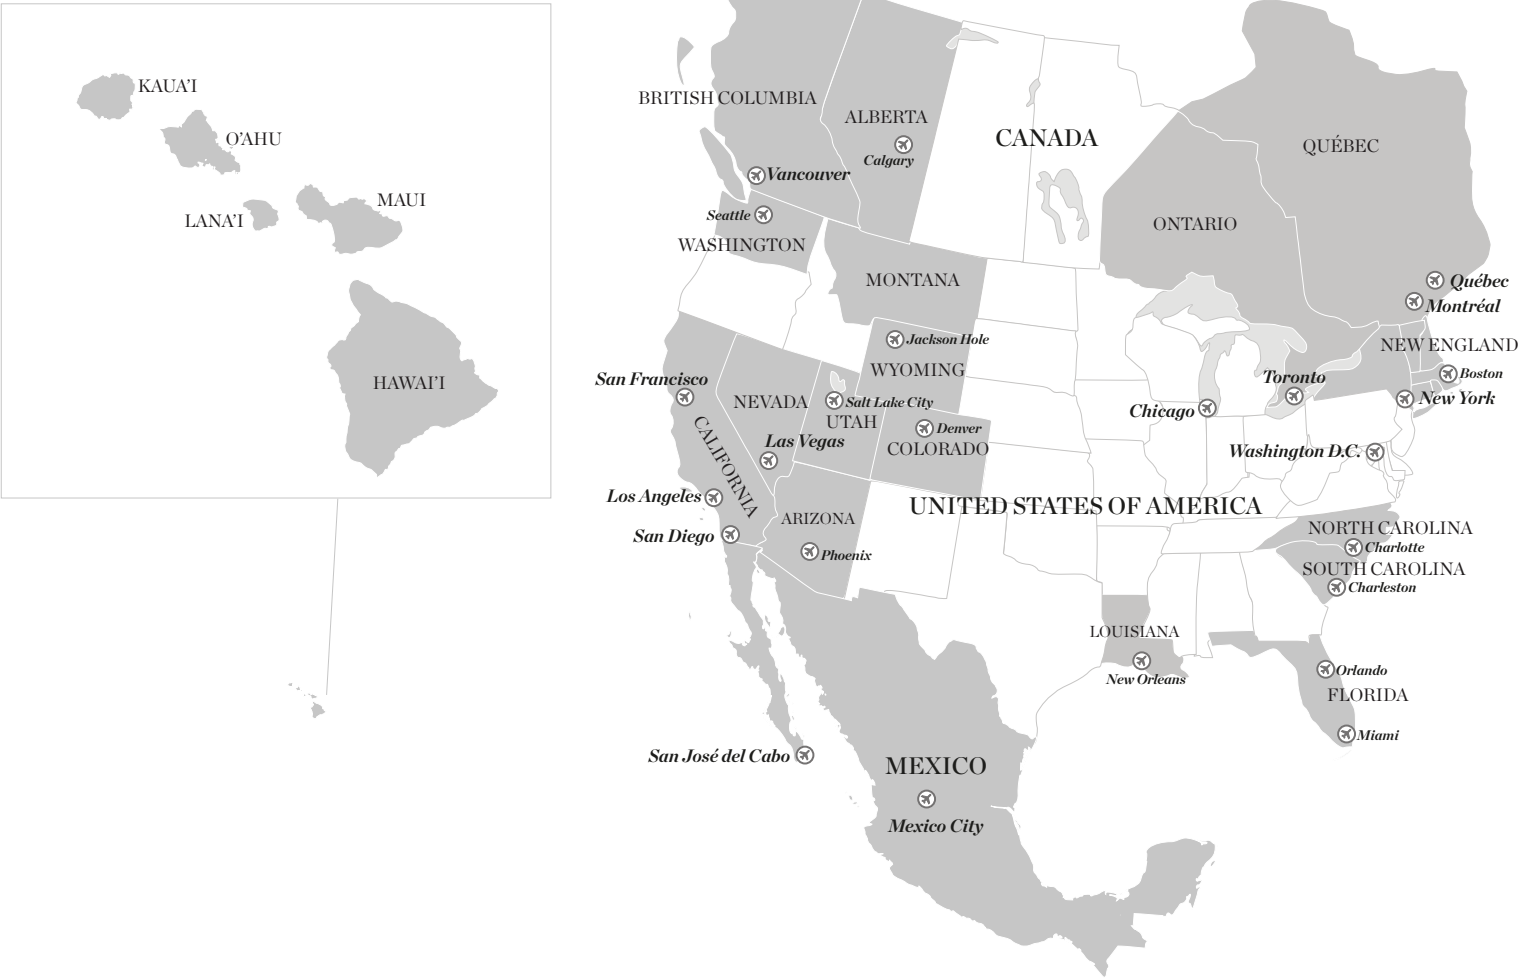 KAUA'I
O'AHU
LANA'I
MAUI
HAWAI'I
BRITISH COLUMBIA
ALBERTA
Calgary
CANADA
QUÉBEC
Vancouver
Seattle
WASHINGTON
ONTARIO
MONTANA
Québec
Montréal
Jackson Hole
WYOMING
NEW ENGLAND
Boston
San Francisco
NEVADA
Salt Lake City
UTAH
Toronto
New York
Chicago
Denver
COLORADO
Las Vegas
CALIFORNIA
Washington D.C.
Los Angeles
UNITED STATES OF AMERICA
San Diego
ARIZONA
Phoenix
NORTH CAROLINA
Charlotte
SOUTH CAROLINA
Charleston
LOUISIANA
New Orleans
Orlando
FLORIDA
Miami
San José del Cabo
MEXICO
Mexico City